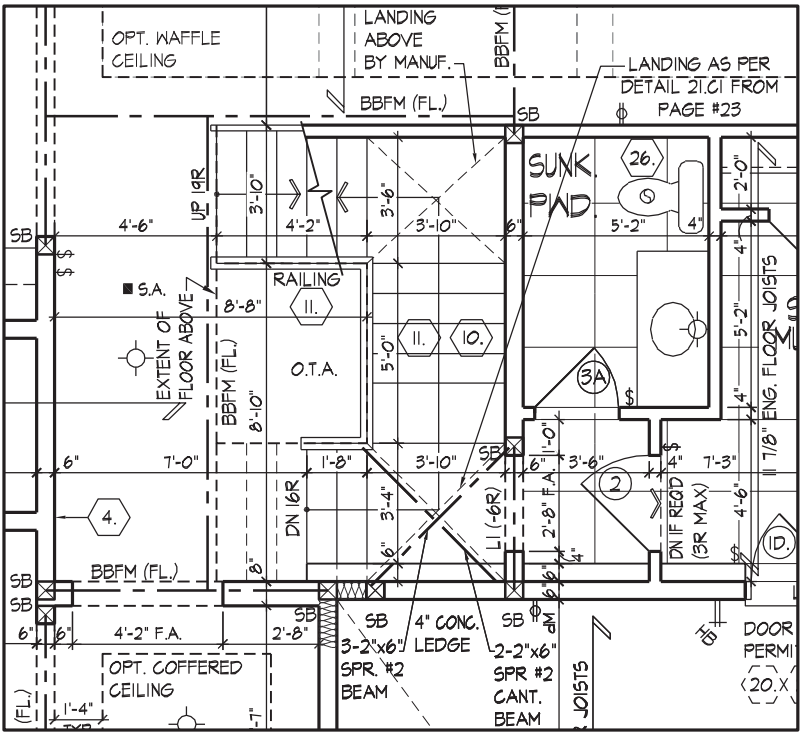 OPT. WAFFLE
CEILING
LANDING
ABOVE
BY MANUF.
LANDING AS PER
DETAIL 21.C1 FROM
PAGE #23
BBFM (FL.)
SB
SUNK.
PWD.
26.
2'-0"
UP 19R
3'-10"
3'-6"
4'-6"
4'-2"
3'-10"
6"
5'-2"
4"
4"
SB
$
$
S.A.
RAILING
11.
8'-8"
EXTENT OF
FLOOR ABOVE
BBFM (FL.)
O.T.A.
11.
10.
5'-0"
5'-2"
11 7/8" ENG. FLOOR JOISTS
3A
$
8'-10"
4"
1'-0"
SB
$
6"
7'-0"
1'-8"
3'-10"
6"
3'-6"
4"
7'-3"
2
4.
DN 16R
3'-4"
L1 (-6R)
2'-8" F.A.
DN IF REQ'D
(3R MAX)
4'-6"
1D.
$
BBFM (FL.)
8"
6"
4"
SB
SB
SB
SB
SB
6"
6"
6"
6"
4'-2" F.A.
2'-8"
4" CONC.
LEDGE
3-2"x6"
SPR. #2
BEAM
2-2"x6"
SPR #2
CANT.
BEAM
HB
DOOR
PERMI
20.X
OPT. COFFERED
CEILING
1'-4"
TYP.
(FL.)
-7"
JOISTS